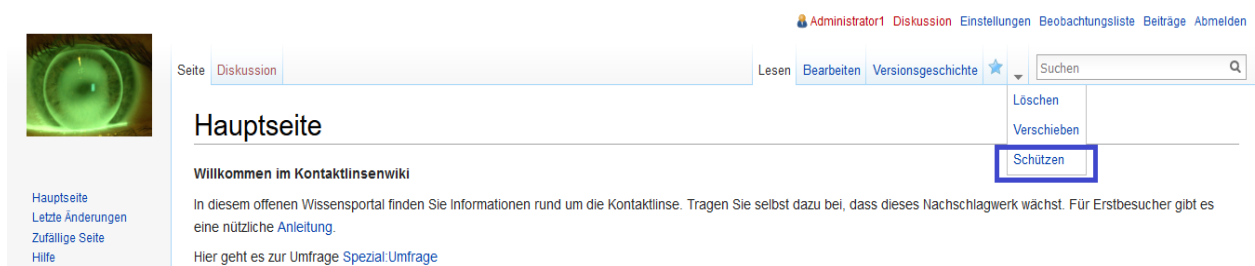 Administrator1 Diskussion Einstellungen Beobachtungsliste Beiträge Abmelden
Seite Diskussion Lesen Bearbeiten Versionsgeschichte Suchen
Löschen
Verschieben
Schützen
Hauptseite
Willkommen im Kontaktlinsenwiki
In diesem offenen Wissensportal finden Sie Informationen rund um die Kontaktlinse. Tragen Sie selbst dazu bei, dass dieses Nachschlagwerk wächst. Für Erstbesucher gibt es
eine nützliche Anleitung.
Hier geht es zur Umfrage Spezial:Umfrage
Hauptseite
Letzte Änderungen
Zufällige Seite
Hilfe